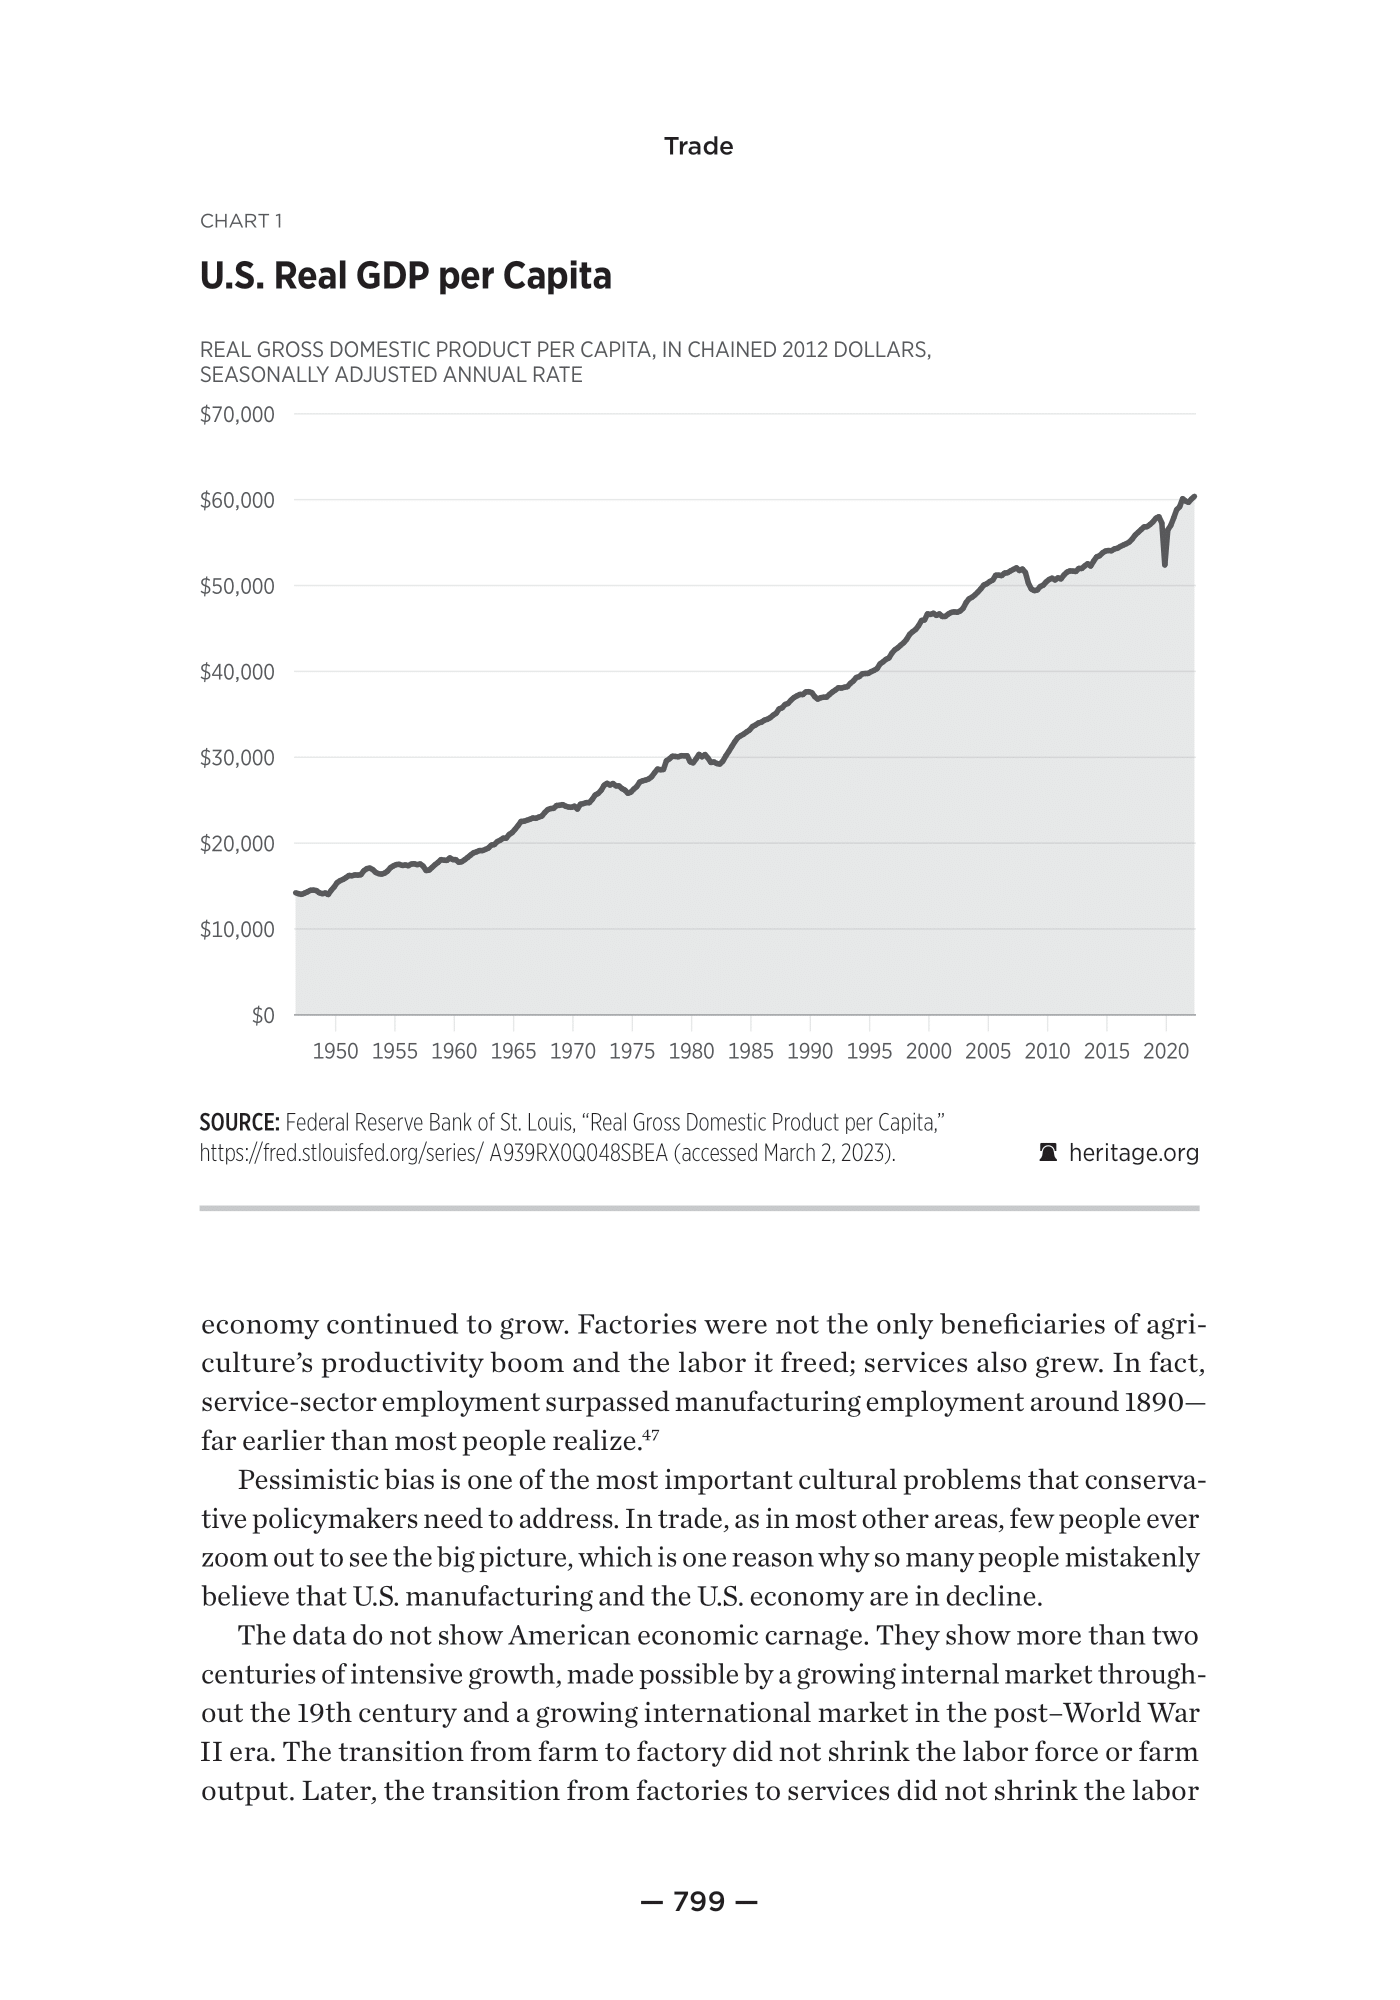 Trade
CHART 1
U.S. Real GDP per Capita
REAL GROSS DOMESTIC PRODUCT PER CAPITA, IN CHAINED 2012 DOLLARS,
SEASONALLY ADJUSTED ANNUAL RATE
$70,000
$60,000
$50,000
$40,000
$30,000
$20,000
$10,000
$0
1950 1955 1960 1965 1970 1975 1980 1985 1990 1995 2000 2005 2010 2015 2020
SOURCE: Federal Reserve Bank of St. Louis, “Real Gross Domestic Product per Capita,”
https://fred.stlouisfed.org/series/ A939RX0Q048SBEA (accessed March 2, 2023).
heritage.org
economy continued to grow. Factories were not the only beneficiaries of agri-
culture’s productivity boom and the labor it freed; services also grew. In fact,
service-sector employment surpassed manufacturing employment around 1890—
far earlier than most people realize.47
Pessimistic bias is one of the most important cultural problems that conserva-
tive policymakers need to address. In trade, as in most other areas, few people ever
zoom out to see the big picture, which is one reason why so many people mistakenly
believe that U.S. manufacturing and the U.S. economy are in decline.
The data do not show American economic carnage. They show more than two
centuries of intensive growth, made possible by a growing internal market through-
out the 19th century and a growing international market in the post–World War
II era. The transition from farm to factory did not shrink the labor force or farm
output. Later, the transition from factories to services did not shrink the labor
— 799 —